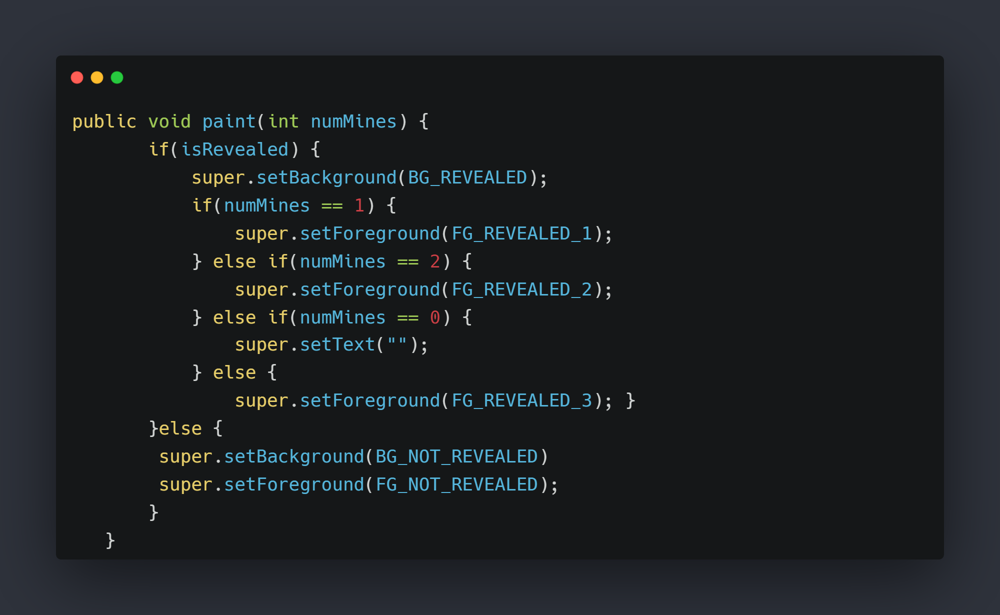 public void paint(int numMines) {
       if(isRevealed) {
           super.setBackground(BG_REVEALED);
           if(numMines == 1) {
               super.setForeground(FG_REVEALED_1);
           } else if(numMines == 2) {
               super.setForeground(FG_REVEALED_2);
           } else if(numMines == 0) {
               super.setText("");
           } else {
               super.setForeground(FG_REVEALED_3); }
       }else {
        super.setBackground(BG_NOT_REVEALED)
        super.setForeground(FG_NOT_REVEALED);
       }
   }